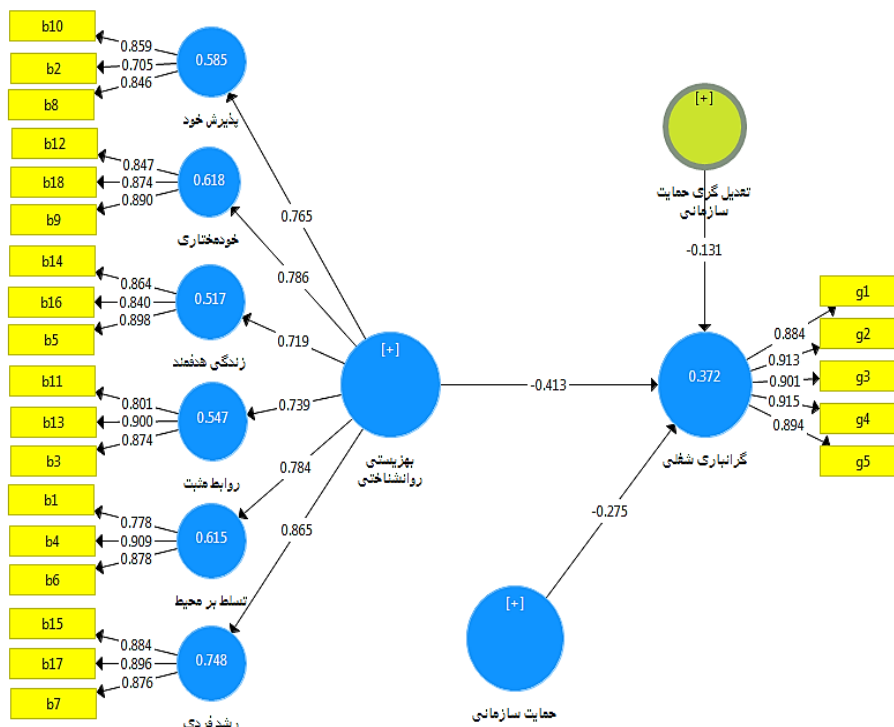 b10
0.859
b2
0.705
b8
0.846
0.585
پذیرش خود
b12
0.847
b18
0.874
b9
0.890
0.618
خودمختاری
b14
0.864
b16
0.840
b5
0.898
0.517
زندگی هدفمند
b11
0.801
b13
0.900
b3
0.874
0.547
روابط مثبت
b1
0.778
b4
0.909
b6
0.878
0.615
تسلط بر محیط
b15
0.884
b17
0.896
b7
0.876
0.748
رشد فردی
0.765
0.786
0.719
0.739
0.784
0.865
[+]
بهزیستی
روانشناختی
-0.413
[+]
تعدیل گری حمایت
سازمانی
-0.131
0.372
گرانباری شغلی
-0.275
[+]
حمایت سازمانی
g1
0.884
g2
0.913
g3
0.901
g4
0.915
g5
0.894